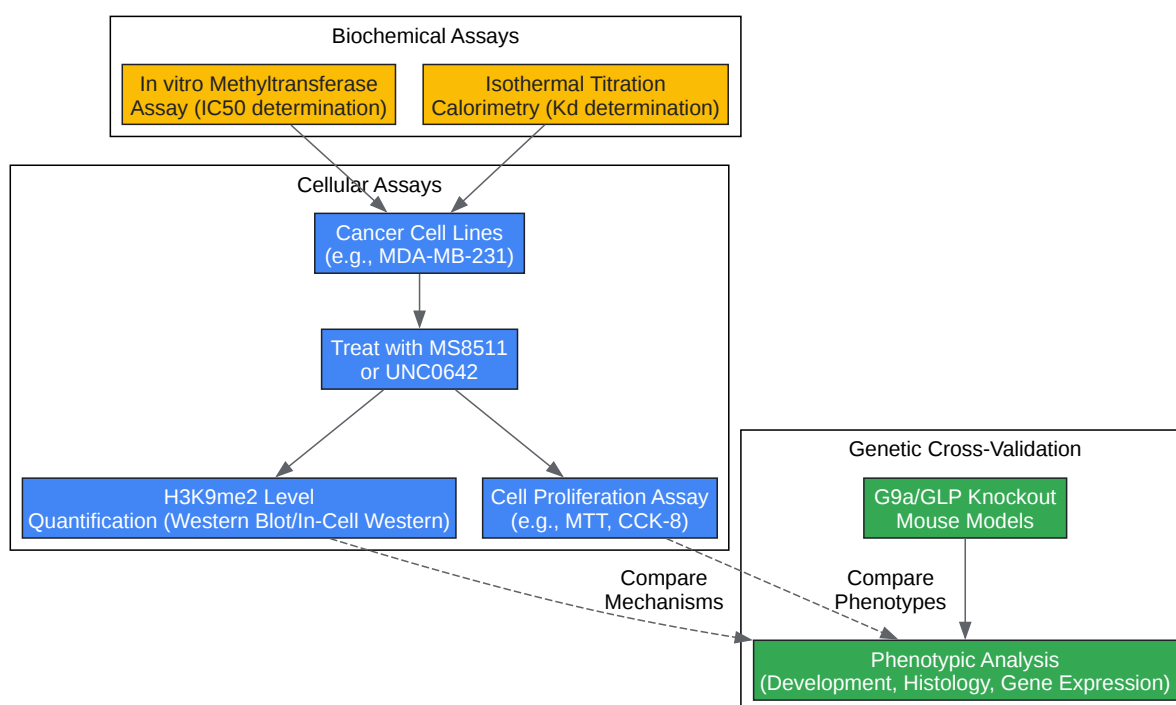 Biochemical Assays
In vitro Methyltransferase
Assay (IC50 determination)
Isothermal Titration
Calorimetry (Kd determination)
Cellular Assays
Cancer Cell Lines
(e.g., MDA-MB-231)
Treat with MS8511
or UNC0642
H3K9me2 Level
Quantification (Western Blot/In-Cell Western)
Cell Proliferation Assay
(e.g., MTT, CCK-8)
Genetic Cross-Validation
G9a/GLP Knockout
Mouse Models
Compare
Mechanisms
Compare
Phenotypes
Phenotypic Analysis
(Development, Histology, Gene Expression)